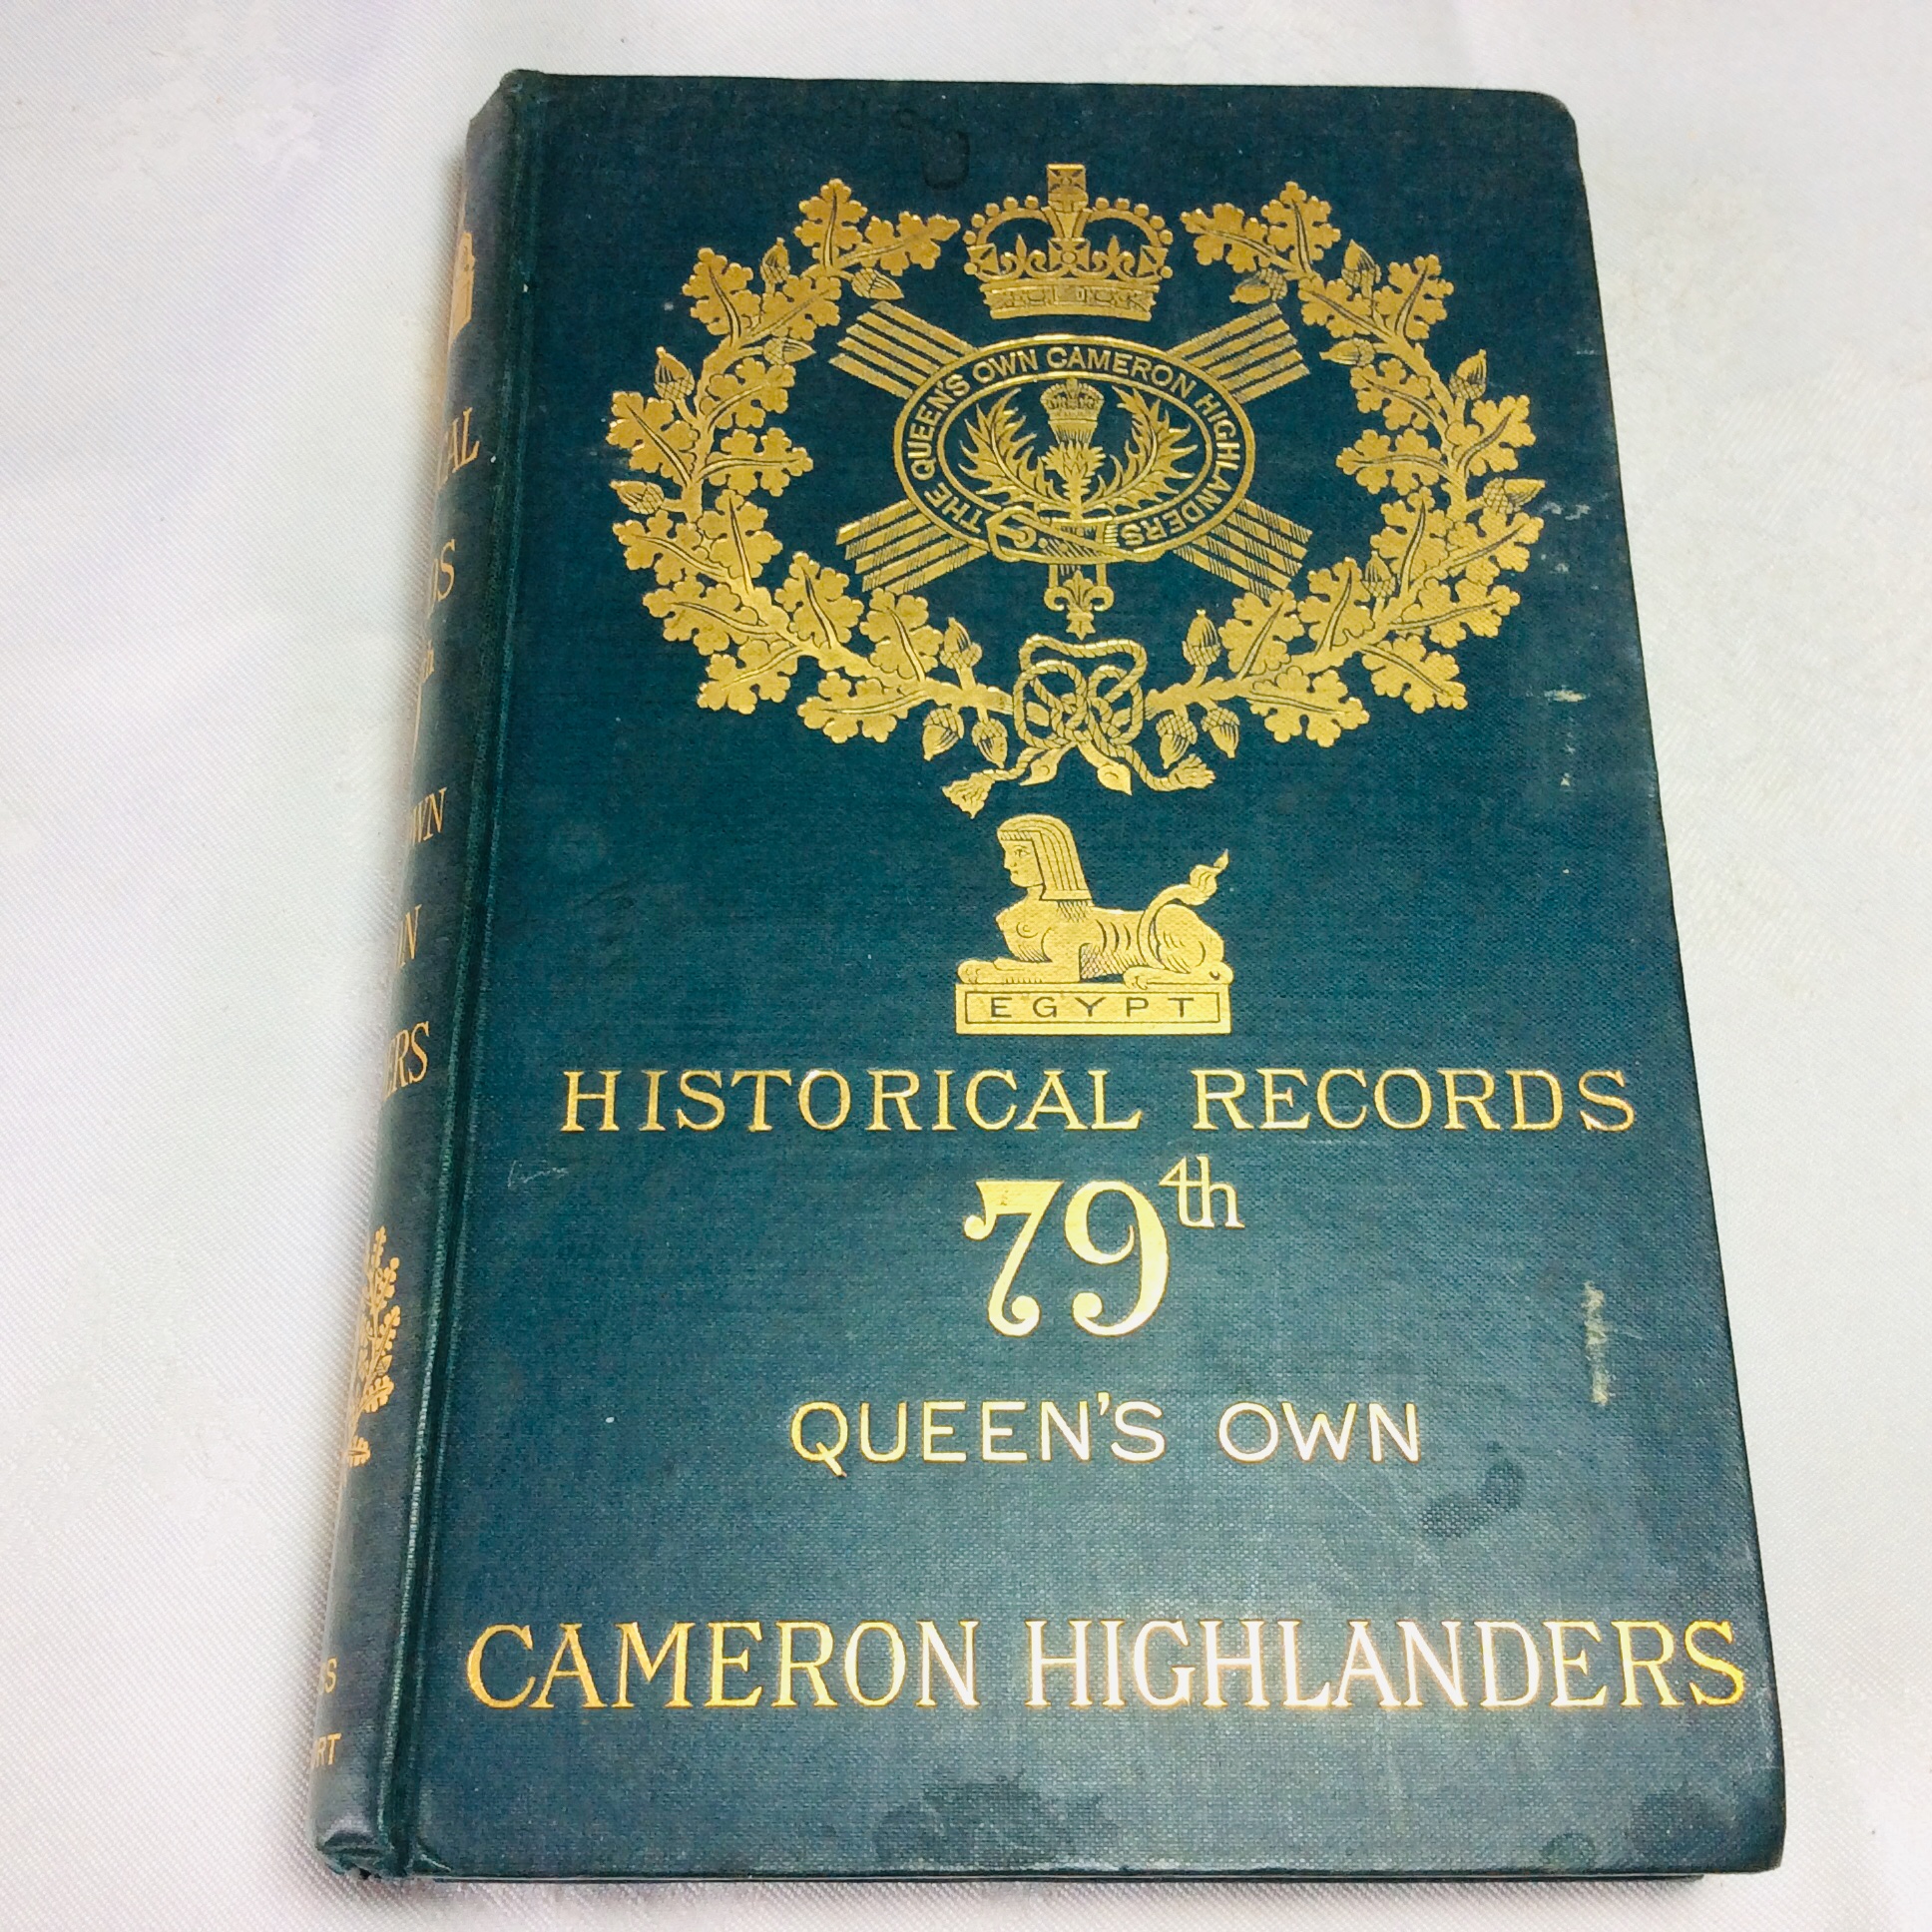 THE QUEEN'S OWN CAMERON HIGHLANDERS
EGYPT
HISTORICAL RECORDS
79th
QUEEN'S OWN
CAMERON HIGHLANDERS